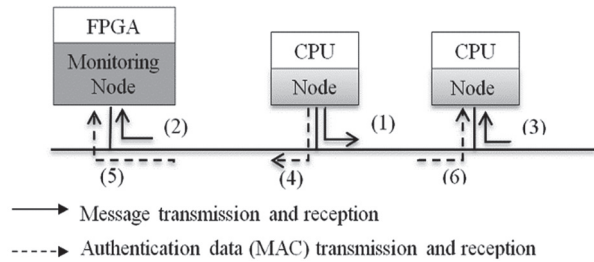 FPGA
Monitoring
Node
CPU
Node
CPU
Node
(2)
(1)
(3)
(5)
(4)
(6)
Message transmission and reception
Authentication data (MAC) transmission and reception